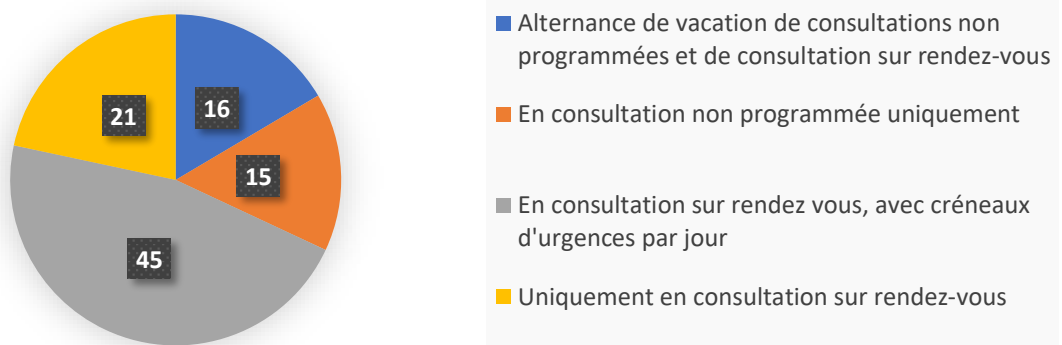 16
15
45
21
Alternance de vacation de consultations non
programmées et de consultation sur rendez-vous
En consultation non programmée uniquement
En consultation sur rendez vous, avec créneaux
d'urgences par jour
Uniquement en consultation sur rendez-vous